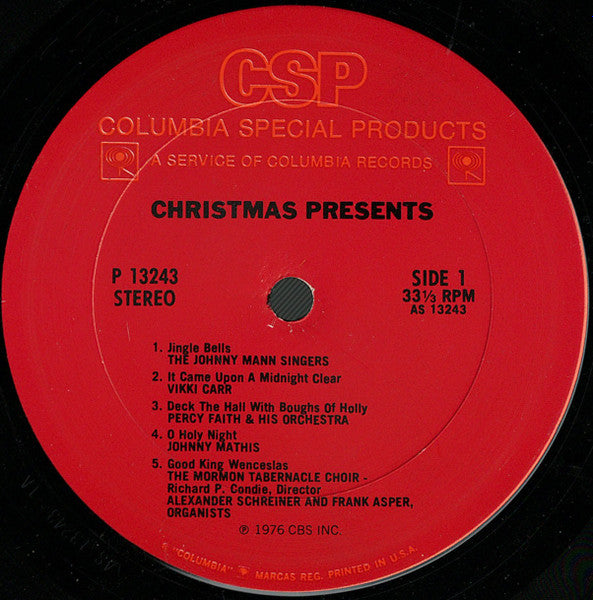 CSP
COLUMBIA SPECIAL PRODUCTS
A SERVICE OF COLUMBIA RECORDS
CHRISTMAS PRESENTS
P 13243
STEREO
SIDE 1
33⅓ RPM
AS 13243
1. Jingle Bells
THE JOHNNY MANN SINGERS
2. It Came Upon A Midnight Clear
VIKKI CARR
3. Deck The Hall With Boughs Of Holly
PERCY FAITH & HIS ORCHESTRA
4. O Holy Night
JOHNNY MATHIS
5. Good King Wenceslas
THE MORMON TABERNACLE CHOIR -
Richard P. Condie, Director
ALEXANDER SCHREINER AND FRANK ASPER,
ORGANISTS
℗ 1976 CBS INC.
"COLUMBIA" MARCAS REG. PRINTED IN U.S.A.